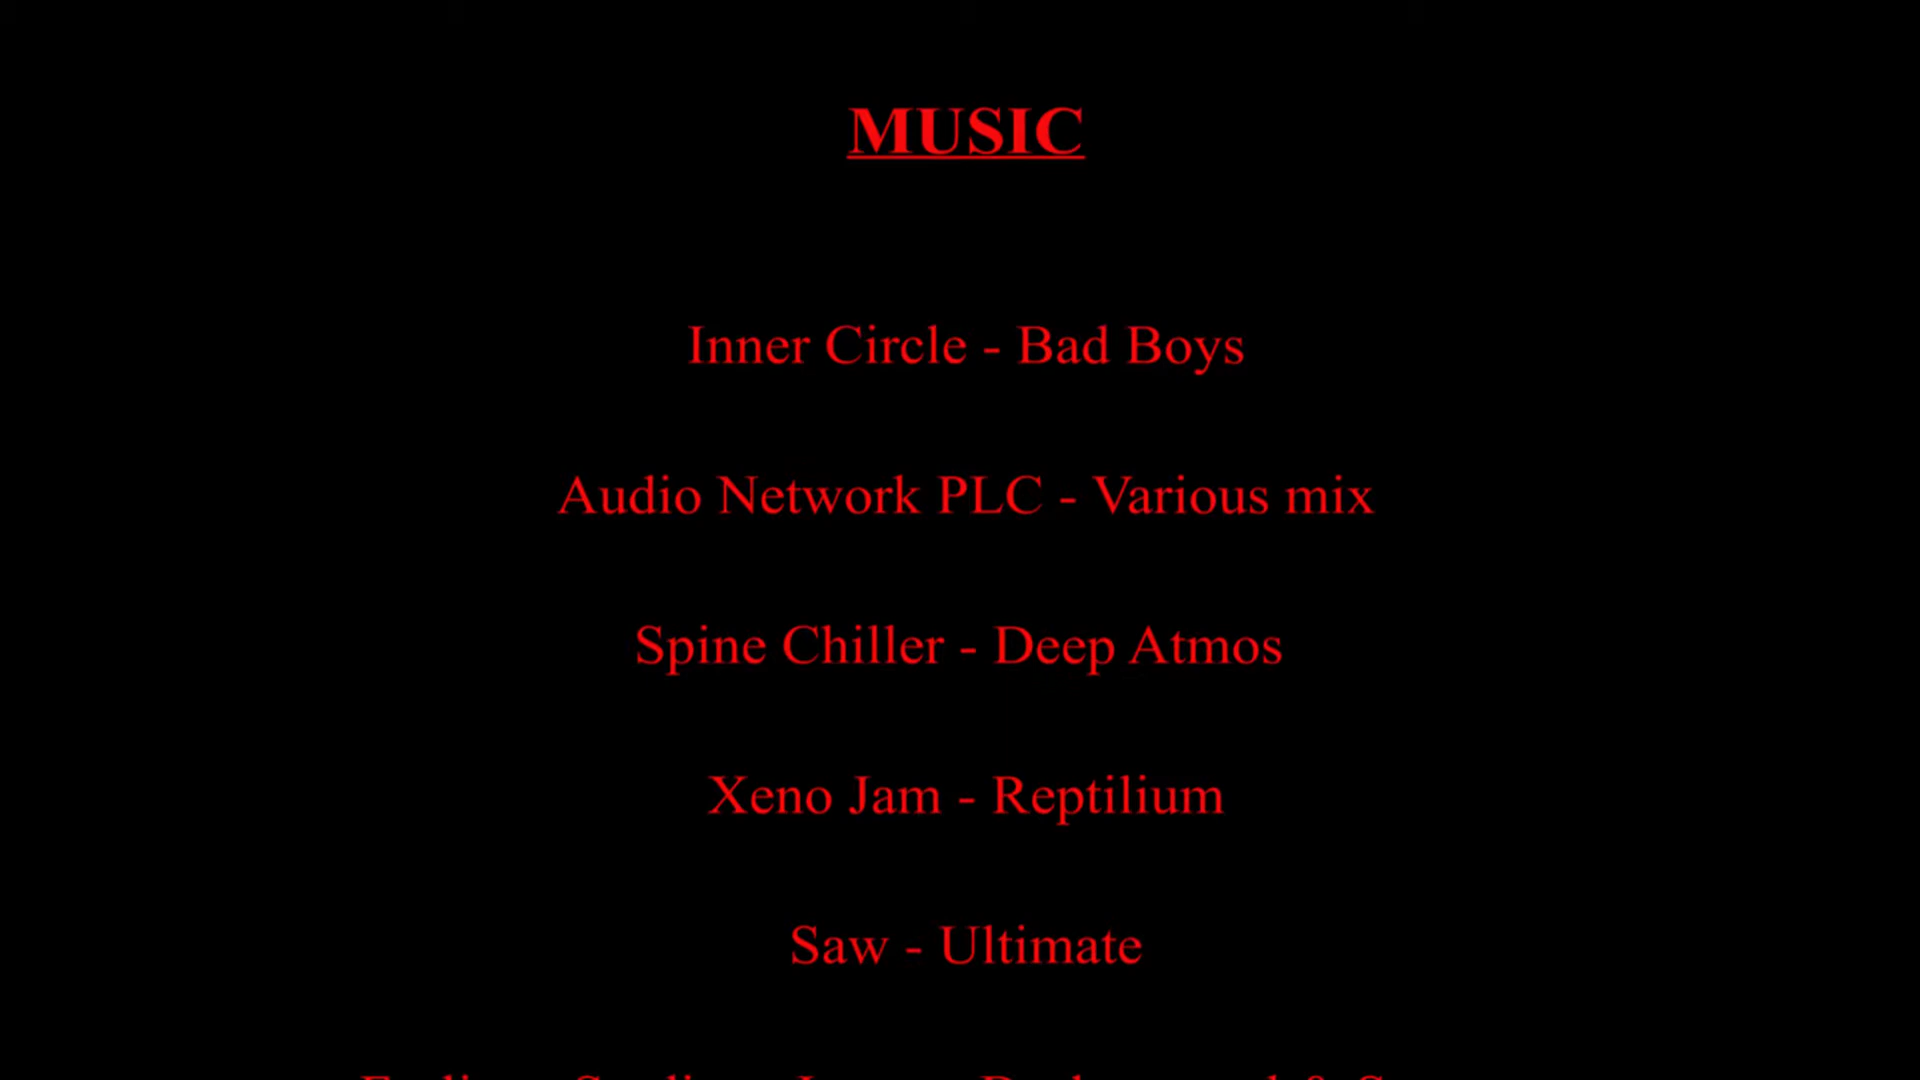 MUSIC
Inner Circle - Bad Boys
Audio Network PLC - Various mix
Spine Chiller - Deep Atmos
Xeno Jam - Reptilium
Saw - Ultimate